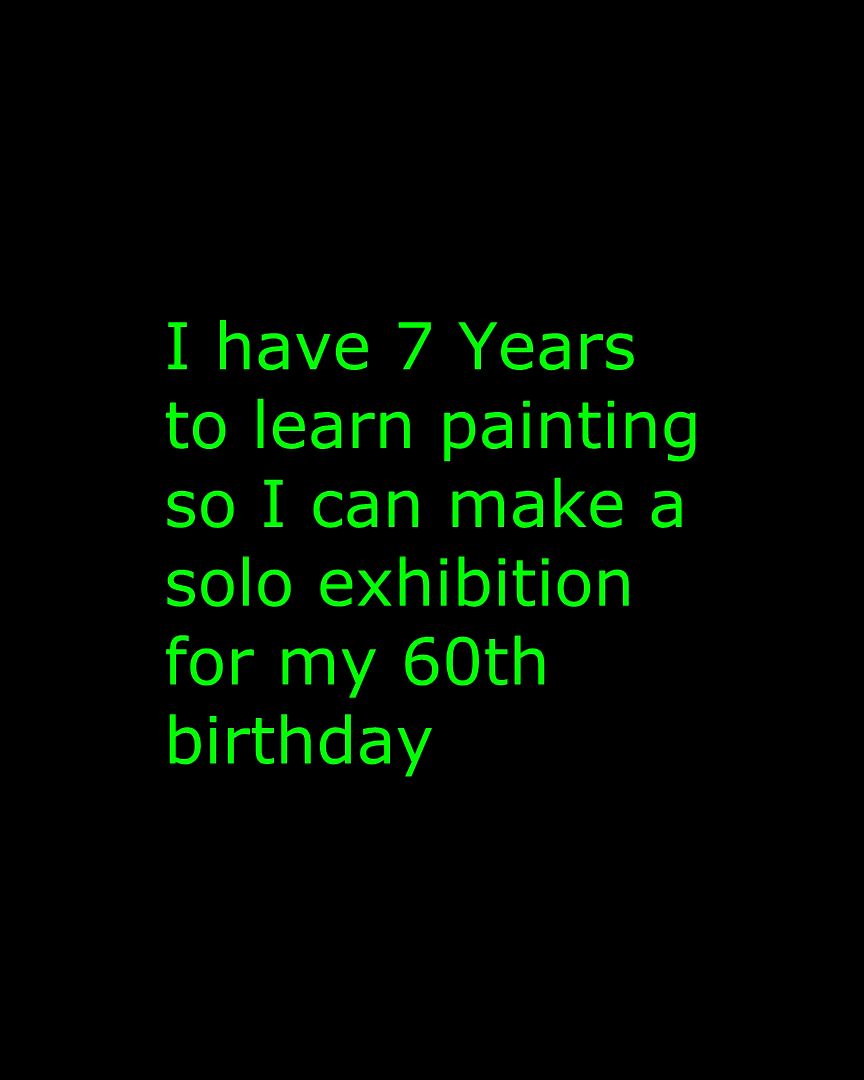 I have 7 Years
to learn painting
so I can make a
solo exhibition
for my 60th
birthday